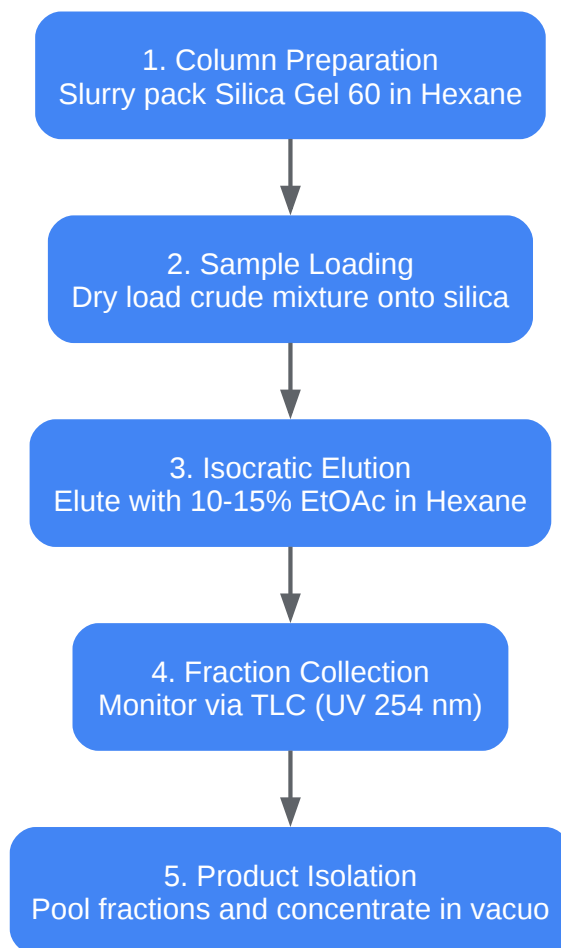 1. Column Preparation
Slurry pack Silica Gel 60 in Hexane
2. Sample Loading
Dry load crude mixture onto silica
3. Isocratic Elution
Elute with 10-15% EtOAc in Hexane
4. Fraction Collection
Monitor via TLC (UV 254 nm)
5. Product Isolation
Pool fractions and concentrate in vacuo